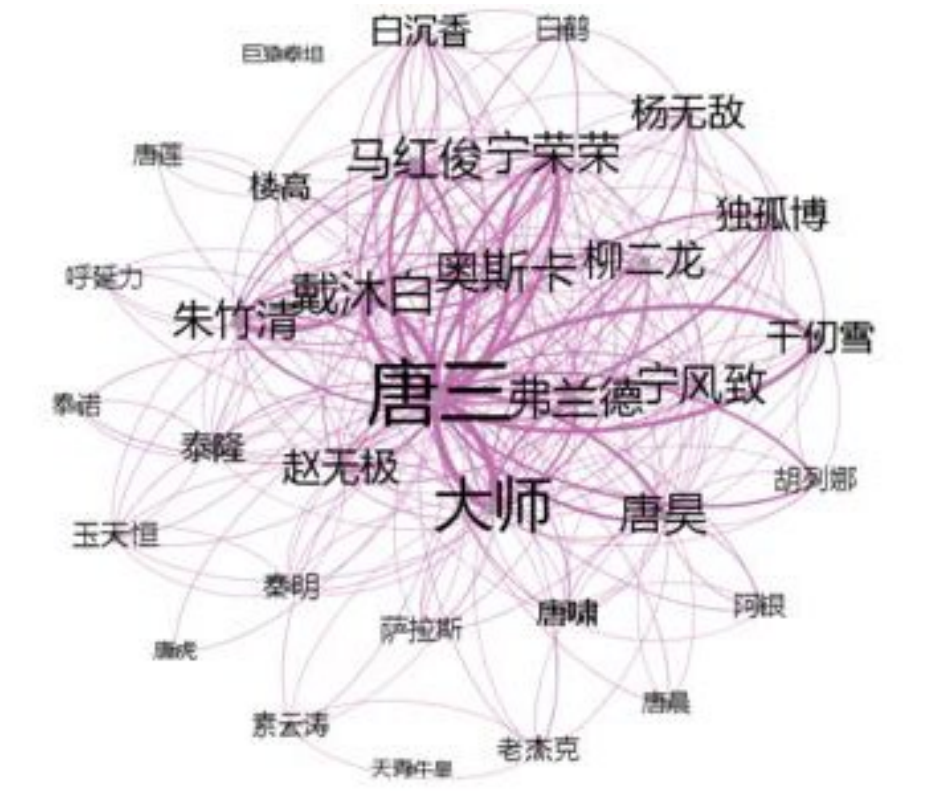 白沉香
白鹤
杨无敌
唐莲
马红俊
宁荣荣
楼高
独孤博
柳二龙
奥斯卡
呼延力
戴沐白
朱竹清
千仞雪
唐三
弗兰德
宁风致
泰诺
泰隆
赵无极
胡列娜
大师
唐昊
玉天恒
秦明
阿银
唐啸
萨拉斯
唐虎
唐晨
素云涛
老杰克